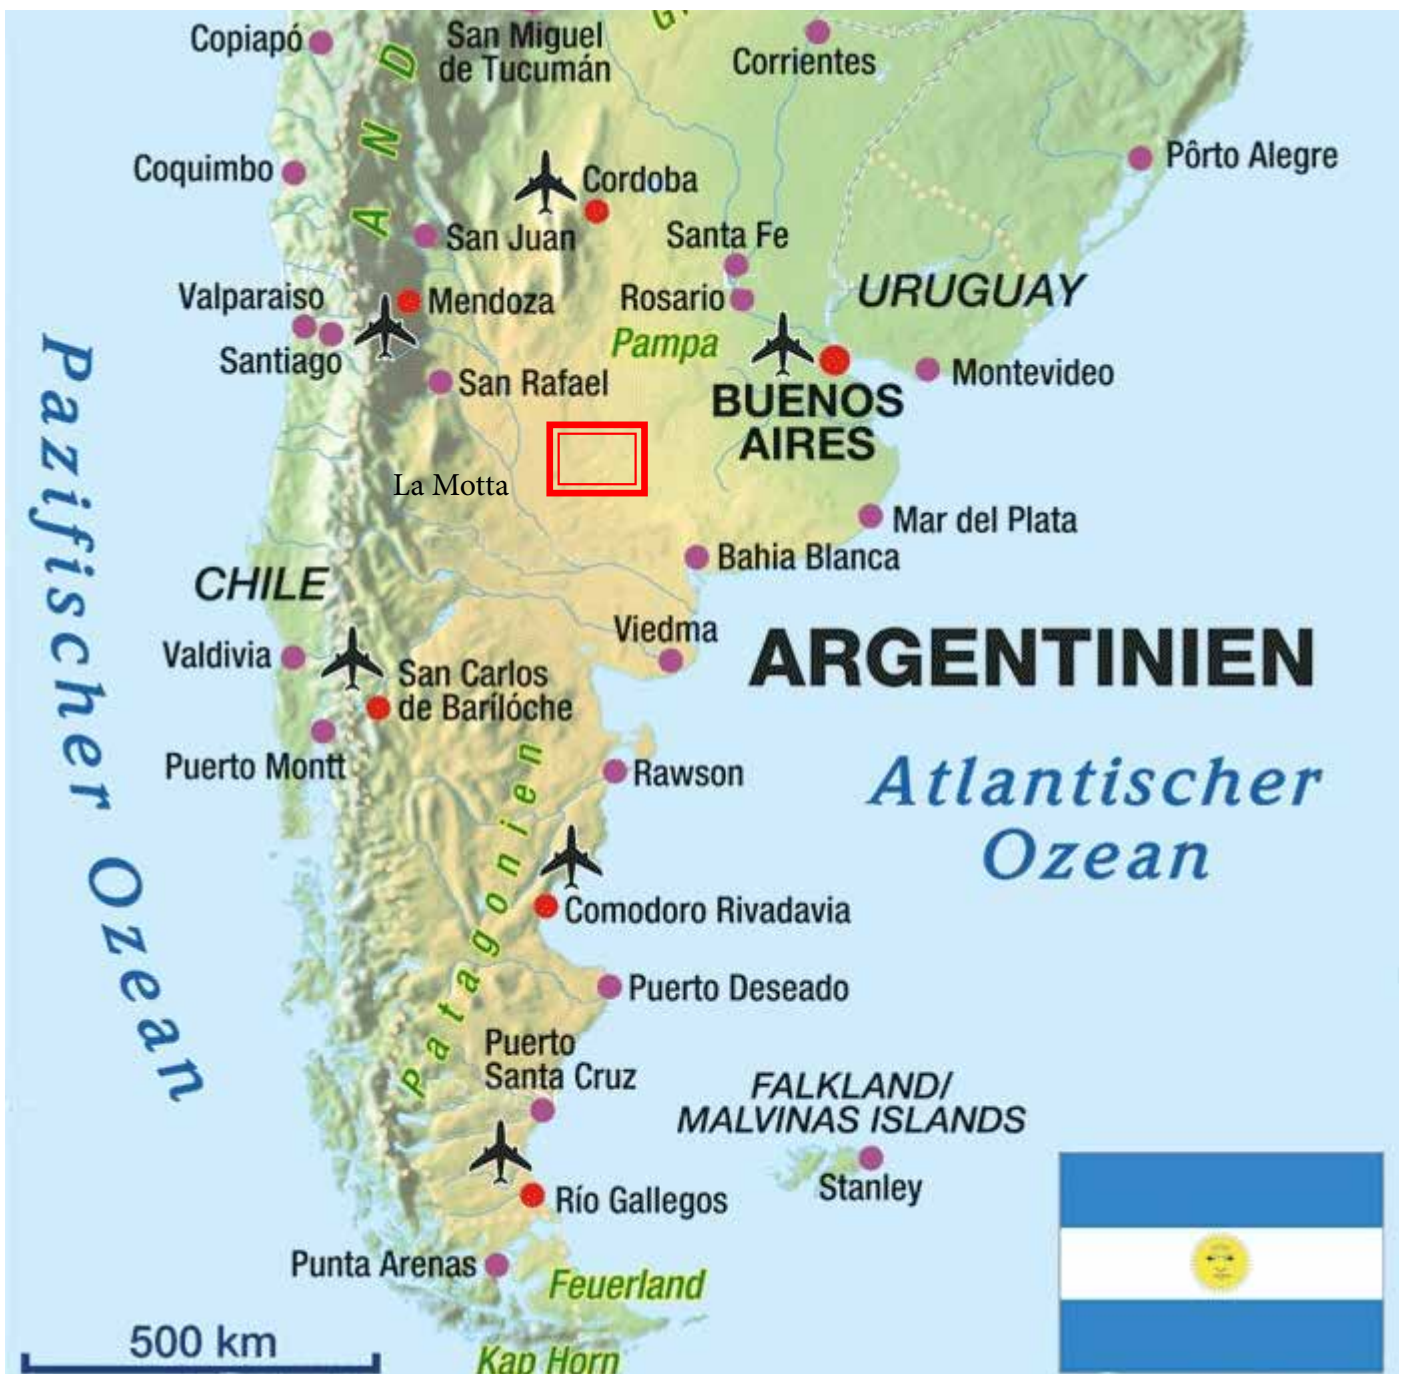 Copiapó
San Miguel
de Tucumán
Corrientes
AND
Coquimbo
Cordoba
Pôrto Alegre
San Juan
Santa Fe
Valparaiso
Mendoza
Rosario
URUGUAY
Santiago
Pampa
San Rafael
Montevideo
BUENOS
AIRES
La Motta
Mar del Plata
Bahia Blanca
CHILE
Viedma
Valdivia
ARGENTINIEN
San Carlos
de Barilóche
Puerto Montt
Rawson
Pazifischer Ozean
Atlantischer
Ozean
Patagonien
Comodoro Rivadavia
Puerto Deseado
Puerto
Santa Cruz
FALKLAND/
MALVINAS ISLANDS
Stanley
Río Gallegos
Punta Arenas
Feuerland
500 km
Kap Horn